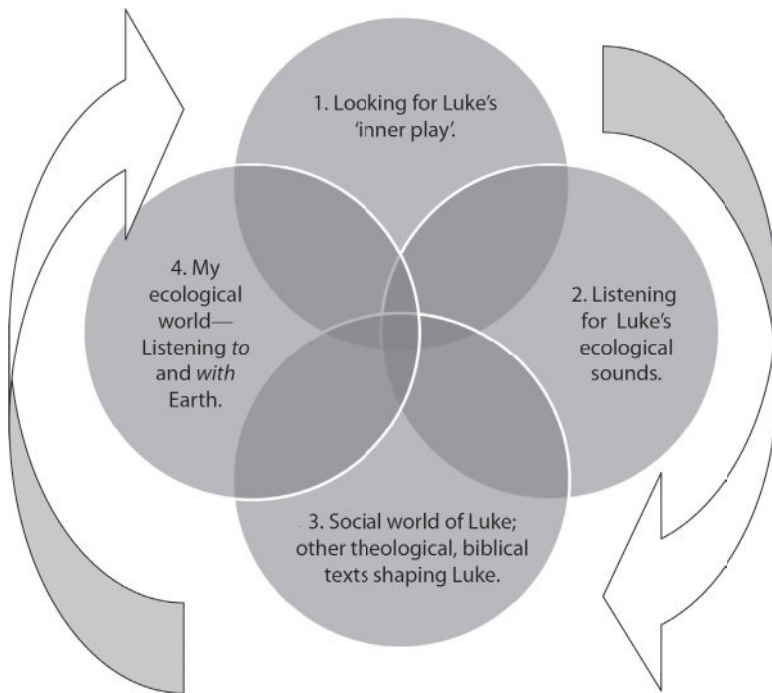 1. Looking for Luke's
'inner play'.
2. Listening
for Luke's
ecological
sounds.
3. Social world of Luke;
other theological, biblical
texts shaping Luke.
4. My
ecological
world—
Listening to
and with
Earth.